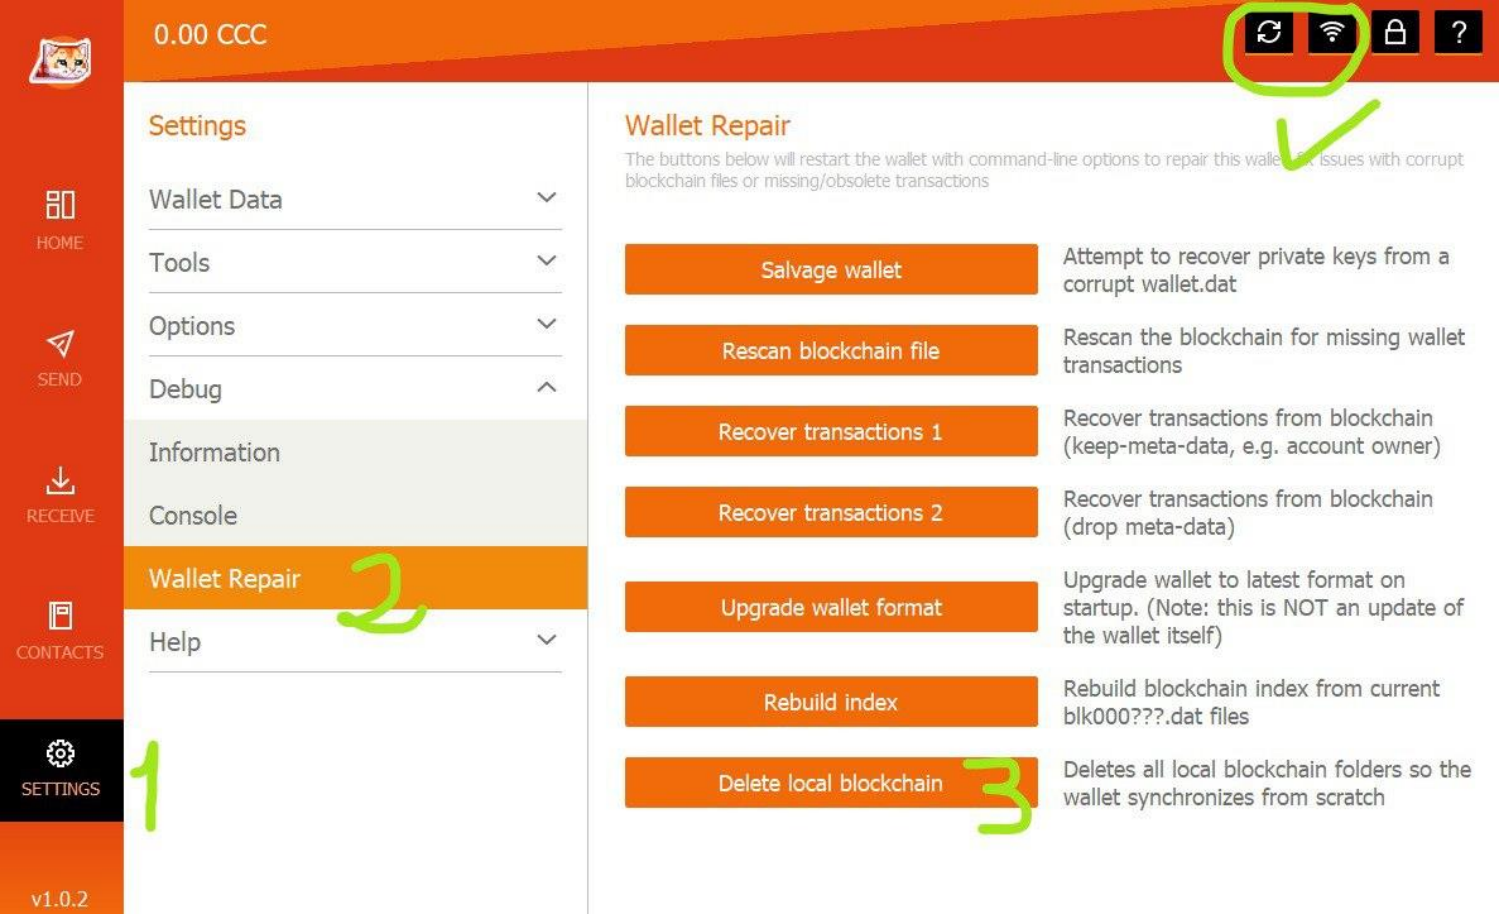 0.00 CCC
?
HOME
SEND
RECEIVE
CONTACTS
SETTINGS
v1.0.2
1
Settings
Wallet Data
Tools
Options
Debug
Information
Console
Wallet Repair
2
Help
Wallet Repair
The buttons below will restart the wallet with command-line options to repair this issues with corrupt
blockchain files or missing/obsolete transactions
Salvage wallet
Attempt to recover private keys from a
corrupt wallet.dat
Rescan blockchain file
Rescan the blockchain for missing wallet
transactions
Recover transactions 1
Recover transactions from blockchain
(keep-meta-data, e.g. account owner)
Recover transactions 2
Recover transactions from blockchain
(drop meta-data)
Upgrade wallet format
Upgrade wallet to latest format on
startup. (Note: this is NOT an update of
the wallet itself)
Rebuild index
Rebuild blockchain index from current
blk000???.dat files
Delete local blockchain
3
Deletes all local blockchain folders so the
wallet synchronizes from scratch